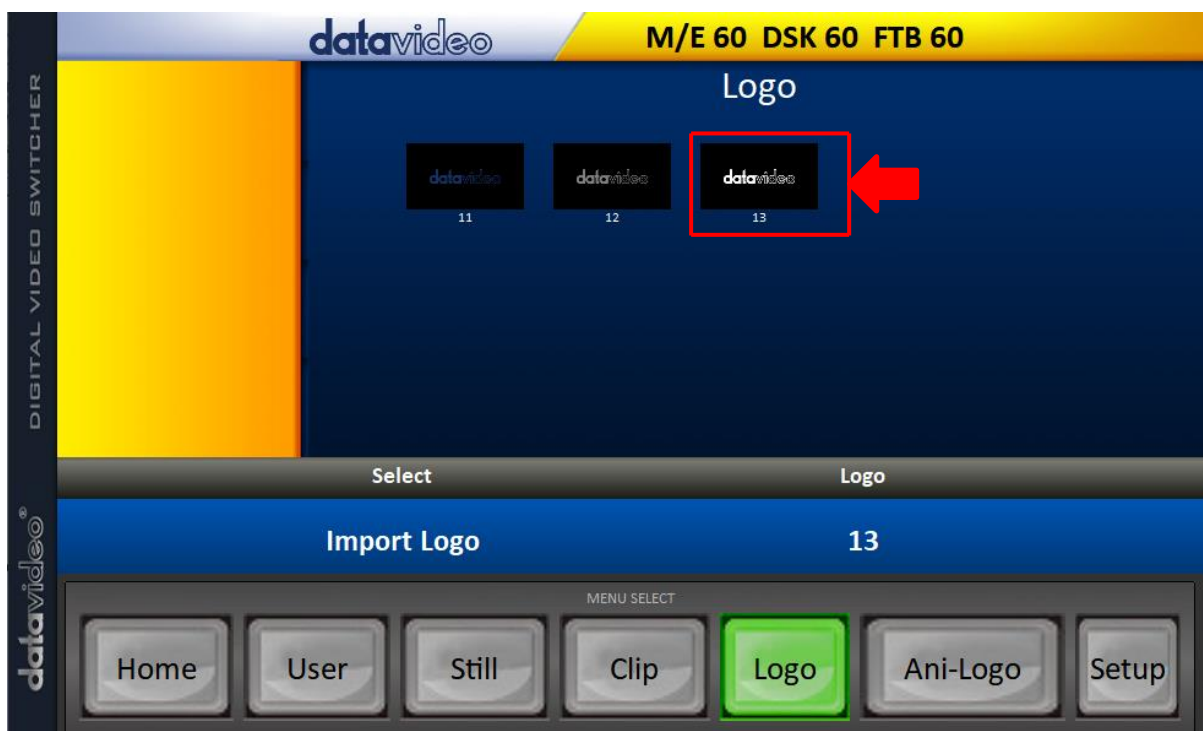 datavideo
M/E 60 DSK 60 FTB 60
Logo
datavideo
datavideo
datavideo
11
12
13
Select
Logo
Import Logo
13
MENU SELECT
Home
User
Still
Clip
Logo
Ani-Logo
Setup
DIGITAL VIDEO SWITCHER
datavideo®